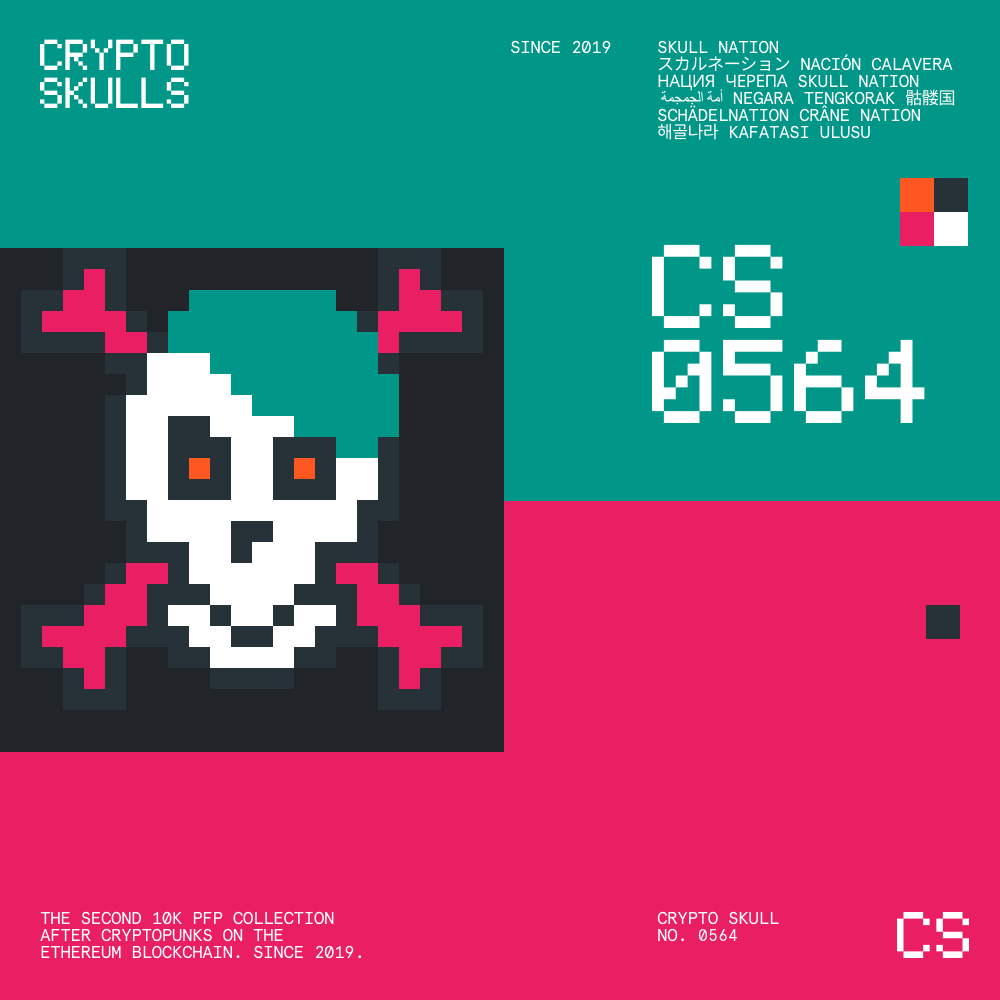 CRYPTO
SKULLS
SINCE 2019
SKULL NATION
スカルネーション NACIÓN CALAVERA
НАЦИЯ ЧЕРЕПА SKULL NATION
أمة الجمجمة NEGARA TENGKORAK 骷髅国
SCHÄDELNATION CRÂNE NATION
해골나라 KAFATASI ULUSU
CS
0564
THE SECOND 10K PFP COLLECTION
AFTER CRYPTOPUNKS ON THE
ETHEREUM BLOCKCHAIN. SINCE 2019.
CRYPTO SKULL
NO. 0564
CS